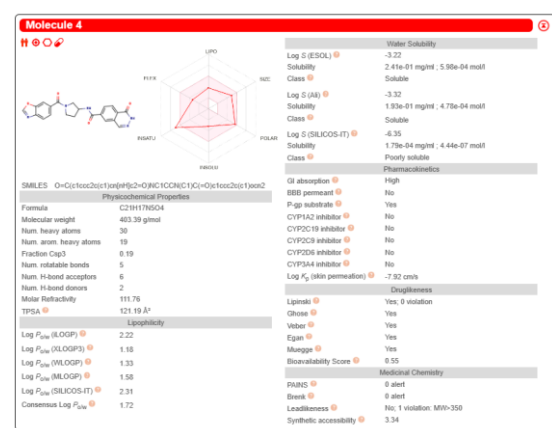 Molecule 4
LIPO
FLEX
SIZE
INSATU
POLAR
INSOLU
SMILES O=C(c1ccc2c(c1)cn[nH]c2=O)NC1CCN(C1)C(=O)c1ccc2c(c1)ocn2
Physicochemical Properties
Formula C21H17N5O4
Molecular weight 403.39 g/mol
Num. heavy atoms 30
Num. arom. heavy atoms 19
Fraction Csp3 0.19
Num. rotatable bonds 5
Num. H-bond acceptors 6
Num. H-bond donors 2
Molar Refractivity 111.76
TPSA 121.19 Å²
Lipophilicity
Log Po/w (iLOGP) 2.22
Log Po/w (XLOGP3) 1.18
Log Po/w (WLOGP) 1.33
Log Po/w (MLOGP) 1.58
Log Po/w (SILICOS-IT) 2.31
Consensus Log Po/w 1.72
Water Solubility
Log S (ESOL) -3.22
Solubility 2.41e-01 mg/ml ; 5.98e-04 mol/l
Class Soluble
Log S (Ali) -3.32
Solubility 1.93e-01 mg/ml ; 4.78e-04 mol/l
Class Soluble
Log S (SILICOS-IT) -6.35
Solubility 1.79e-04 mg/ml ; 4.44e-07 mol/l
Class Poorly soluble
Pharmacokinetics
GI absorption High
BBB permeant No
P-gp substrate Yes
CYP1A2 inhibitor No
CYP2C19 inhibitor No
CYP2C9 inhibitor No
CYP2D6 inhibitor No
CYP3A4 inhibitor No
Log Kp (skin permeation) -7.92 cm/s
Druglikeness
Lipinski Yes; 0 violation
Ghose Yes
Veber Yes
Egan Yes
Muegge Yes
Bioavailability Score 0.55
Medicinal Chemistry
PAINS 0 alert
Brenk 0 alert
Leadlikeness No; 1 violation: MW>350
Synthetic accessibility 3.34